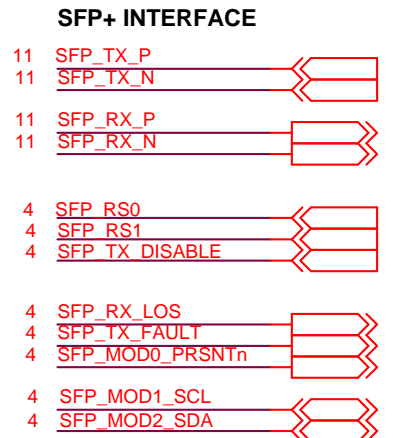 SFP+ INTERFACE
11 SFP_TX_P
11 SFP_TX_N
11 SFP_RX_P
11 SFP_RX_N
4 SFP_RS0
4 SFP_RS1
4 SFP_TX_DISABLE
4 SFP_RX_LOS
4 SFP_TX_FAULT
4 SFP_MOD0_PRSNTn
4 SFP_MOD1_SCL
4 SFP_MOD2_SDA